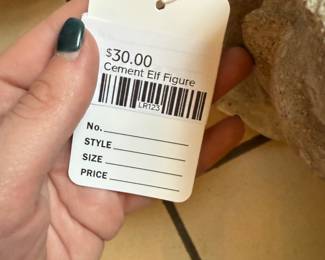 $30.00
Cement Elf Figure
LR123
No.
STYLE
SIZE
PRICE